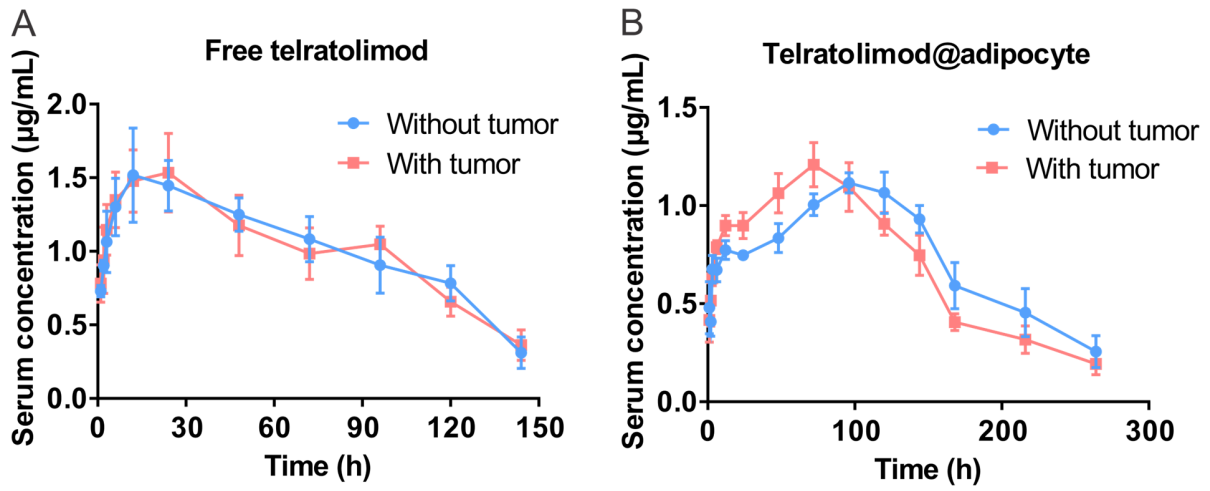 A
Free telratolimod
Serum concentration (µg/mL)
2.0
1.5
1.0
0.5
0.0
0
30
60
90
120
150
Time (h)
Without tumor
With tumor
B
Telratolimod@adipocyte
Serum concentration (µg/mL)
1.5
1.0
0.5
0.0
0
100
200
300
Time (h)
Without tumor
With tumor